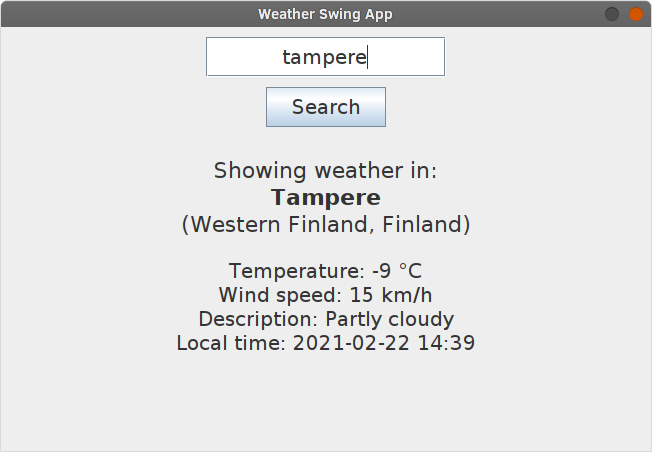 Weather Swing App
tampere
Search
Showing weather in:
Tampere
(Western Finland, Finland)
Temperature: -9 °C
Wind speed: 15 km/h
Description: Partly cloudy
Local time: 2021-02-22 14:39